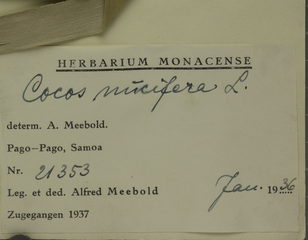 HERBARIUM MONACENSE
Cocos nucifera L.
determ. A. Meebold.
Pago-Pago, Samoa
Nr. 21353
Leg. et ded. Alfred Meebold
Jan. 1936
Zugegangen 1937